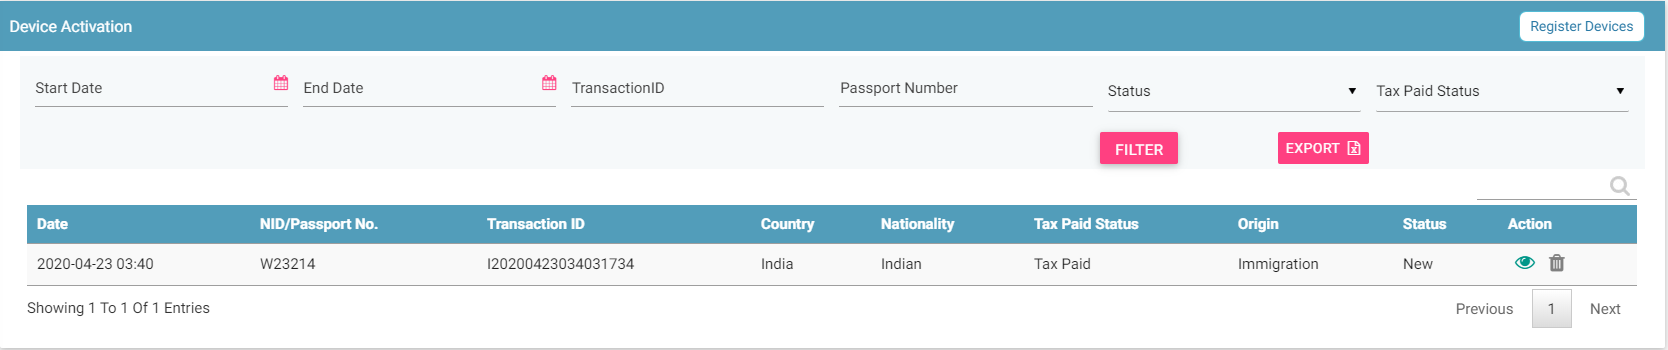 Device Activation Register Devices
Start Date End Date TransactionID Passport Number Status Tax Paid Status
FILTER EXPORT
Date NID/Passport No. Transaction ID Country Nationality Tax Paid Status Origin Status Action
2020-04-23 03:40 W23214 I20200423034031734 India Indian Tax Paid Immigration New
Showing 1 To 1 Of 1 Entries Previous 1 Next